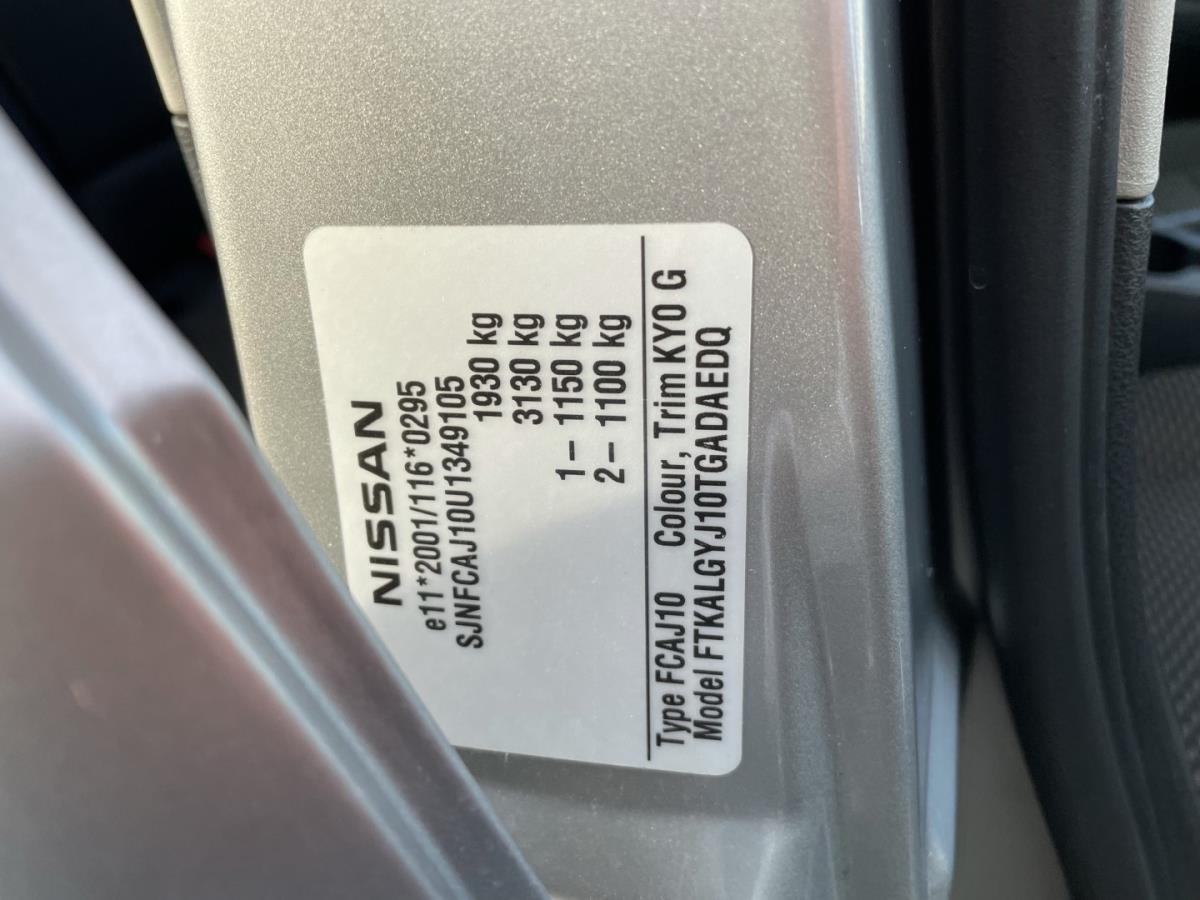 NISSAN
e11*2001/116*0295
SJNFCAJ10U1349105
1930 kg
3130 kg
1– 1150 kg
2– 1100 kg
Type FCAJ10 Colour, Trim KY0 G
Model FTKALGYJ10TGADAEDQ